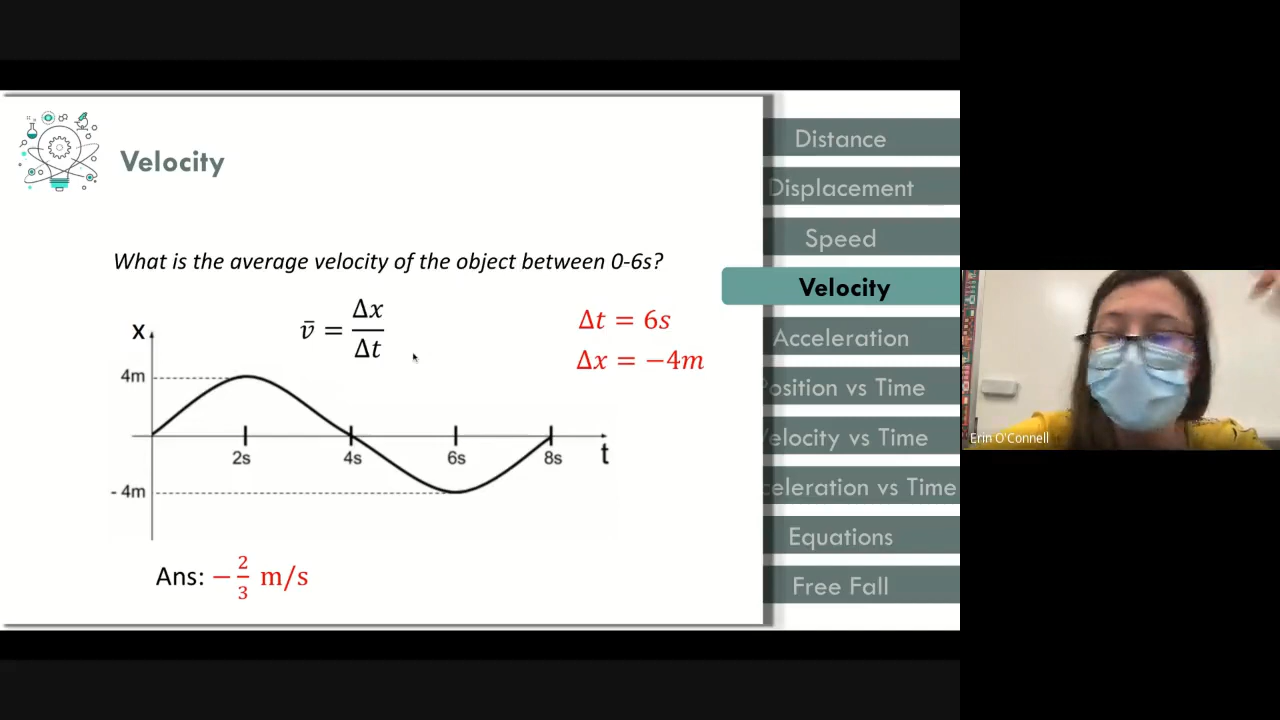 Velocity
What is the average velocity of the object between 0-6s?
v̄ = Δx/Δt
Δt = 6s
Δx = −4m
x
4m
2s
4s
6s
8s
t
- 4m
Ans: −2/3 m/s
Distance
Displacement
Speed
Velocity
Acceleration
Position vs Time
Velocity vs Time
celeration vs Time
Equations
Free Fall
Erin O'Connell